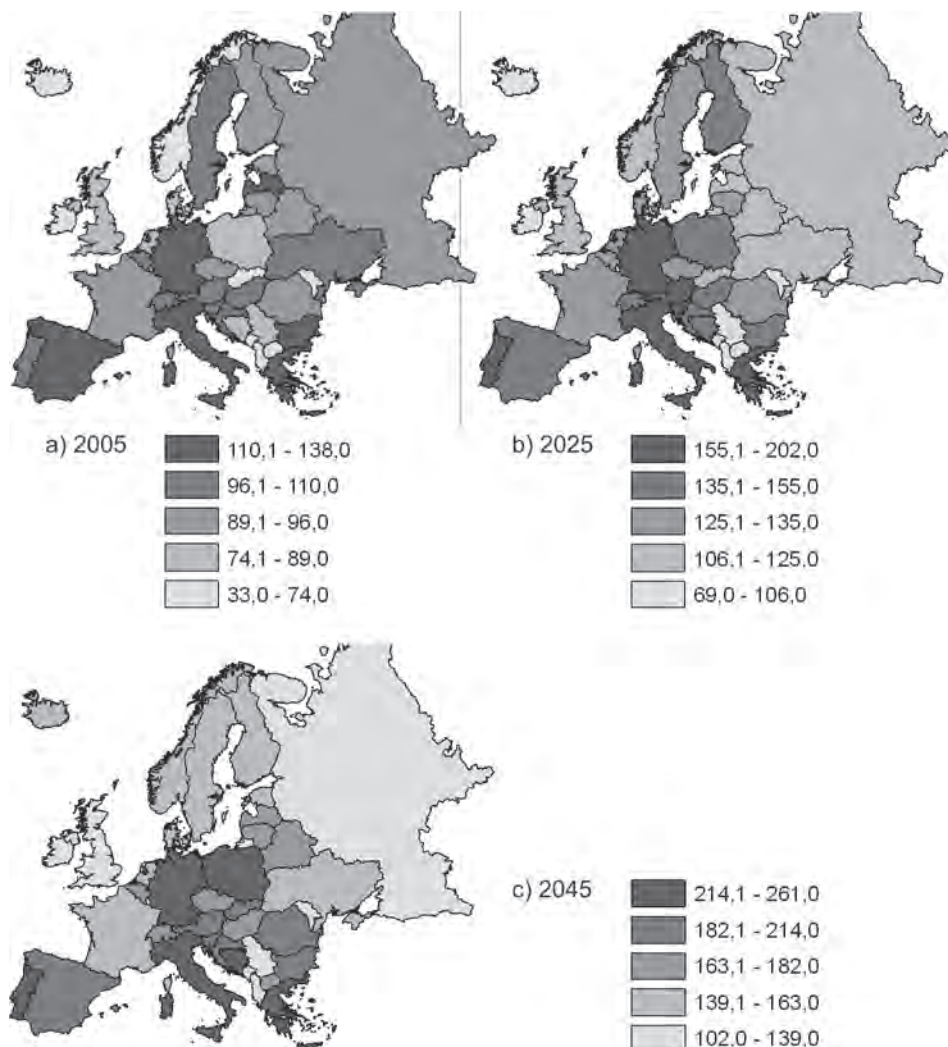 a) 2005
110,1 - 138,0
96,1 - 110,0
89,1 - 96,0
74,1 - 89,0
33,0 - 74,0
b) 2025
155,1 - 202,0
135,1 - 155,0
125,1 - 135,0
106,1 - 125,0
69,0 - 106,0
c) 2045
214,1 - 261,0
182,1 - 214,0
163,1 - 182,0
139,1 - 163,0
102,0 - 139,0